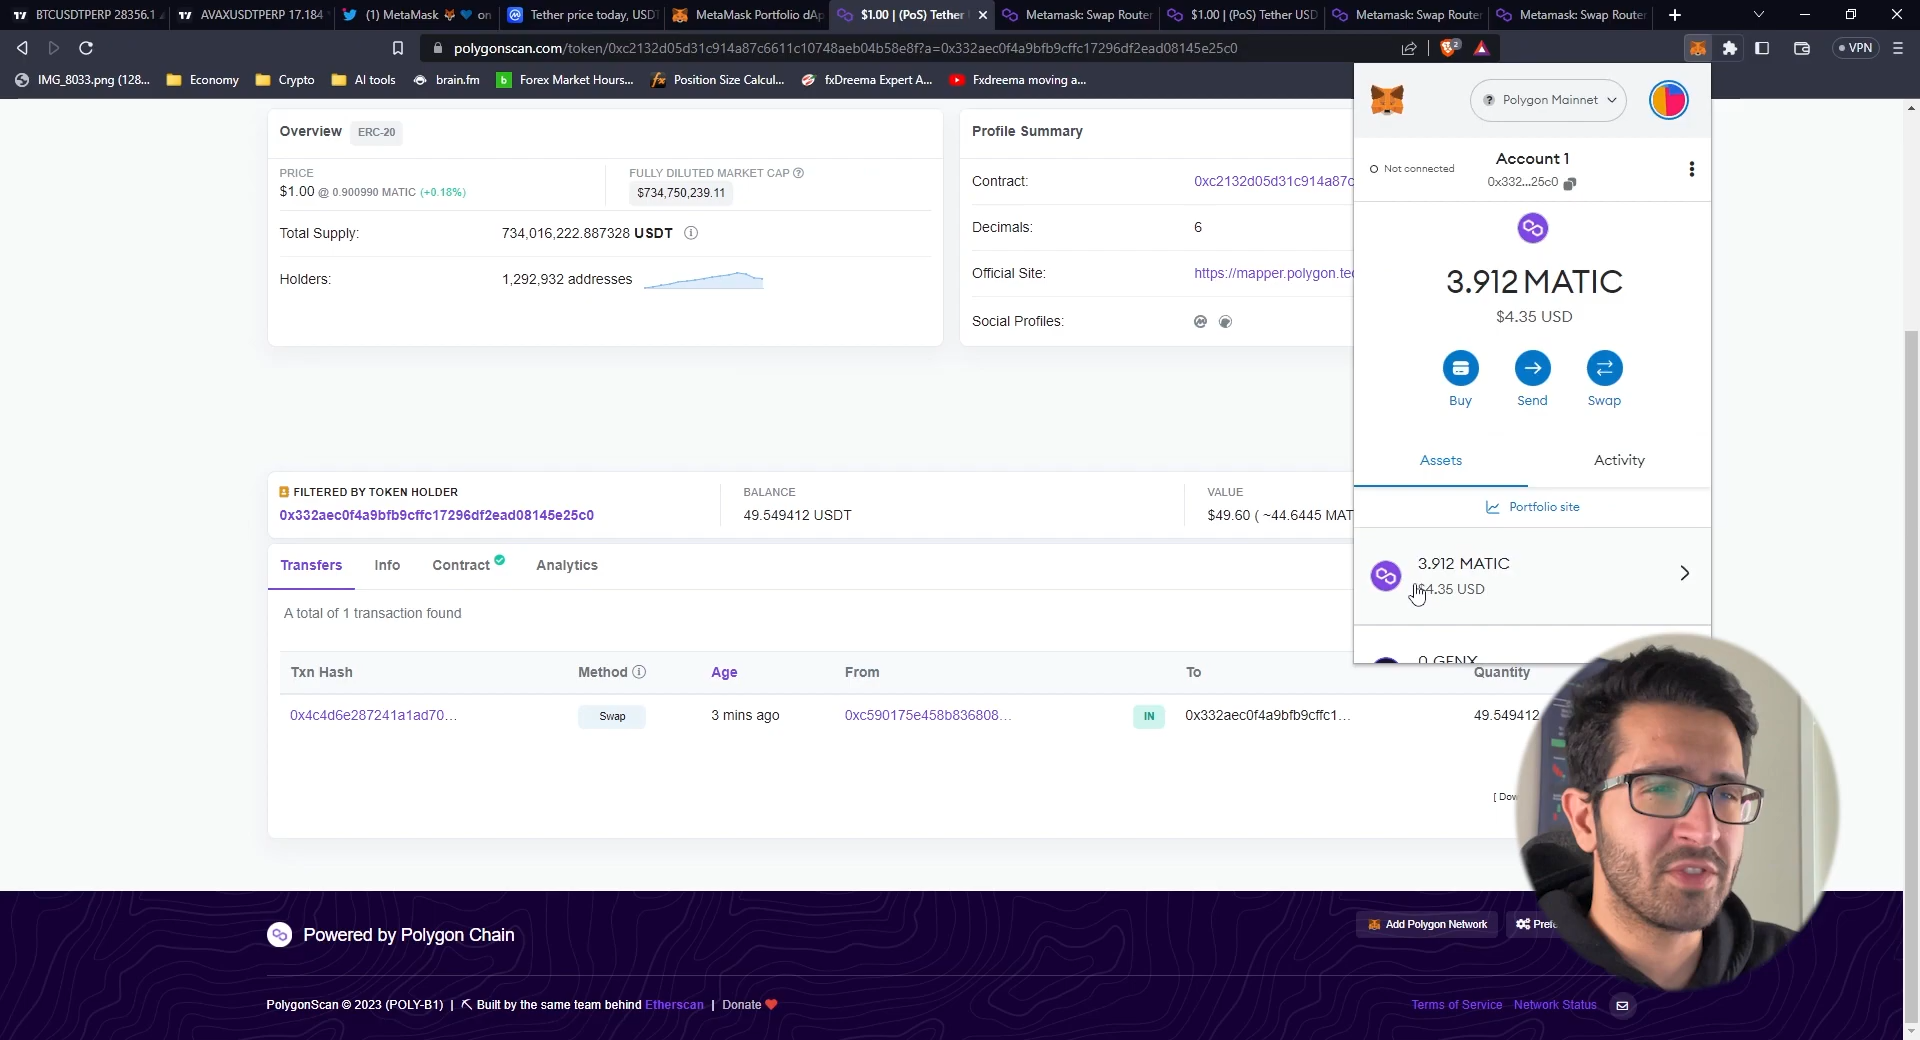 BTCUSDTPERP 28356.1
AVAXUSDTPERP 17.184
(1) MetaMask 🦊💙 on
Tether price today, USDT
MetaMask Portfolio dAp
$1.00 | (PoS) Tether
Metamask: Swap Router
$1.00 | (PoS) Tether USD
Metamask: Swap Router
Metamask: Swap Router
polygonscan.com/token/0xc2132d05d31c914a87c6611c10748aeb04b58e8f?a=0x332aec0f4a9bfb9cffc17296df2ead08145e25c0
2
VPN
IMG_8033.png (128...
Economy
Crypto
AI tools
brain.fm
Forex Market Hours...
Position Size Calcul...
fxDreema Expert A...
Fxdreema moving a...
Overview
ERC-20
PRICE
$1.00 @ 0.900990 MATIC (+0.18%)
FULLY DILUTED MARKET CAP
$734,750,239.11
Total Supply:
734,016,222.887328 USDT
Holders:
1,292,932 addresses
Profile Summary
Contract:
0xc2132d05d31c914a87c
Decimals:
6
Official Site:
https://mapper.polygon.te
Social Profiles:
Polygon Mainnet
Not connected
Account 1
0x332...25c0
3.912 MATIC
$4.35 USD
Buy
Send
Swap
Assets
Activity
Portfolio site
3.912 MATIC
$4.35 USD
0 GENX
FILTERED BY TOKEN HOLDER
0x332aec0f4a9bfb9cffc17296df2ead08145e25c0
BALANCE
49.549412 USDT
VALUE
$49.60 ( ~44.6445 MAT
Transfers
Info
Contract
Analytics
A total of 1 transaction found
Txn Hash
Method
Age
From
To
Quantity
0x4c4d6e287241a1ad70...
Swap
3 mins ago
0xc590175e458b836808...
IN
0x332aec0f4a9bfb9cffc1...
49.549412
[ Dow
Powered by Polygon Chain
Add Polygon Network
Prefe
PolygonScan © 2023 (POLY-B1) | Built by the same team behind Etherscan | Donate
Terms of Service
Network Status